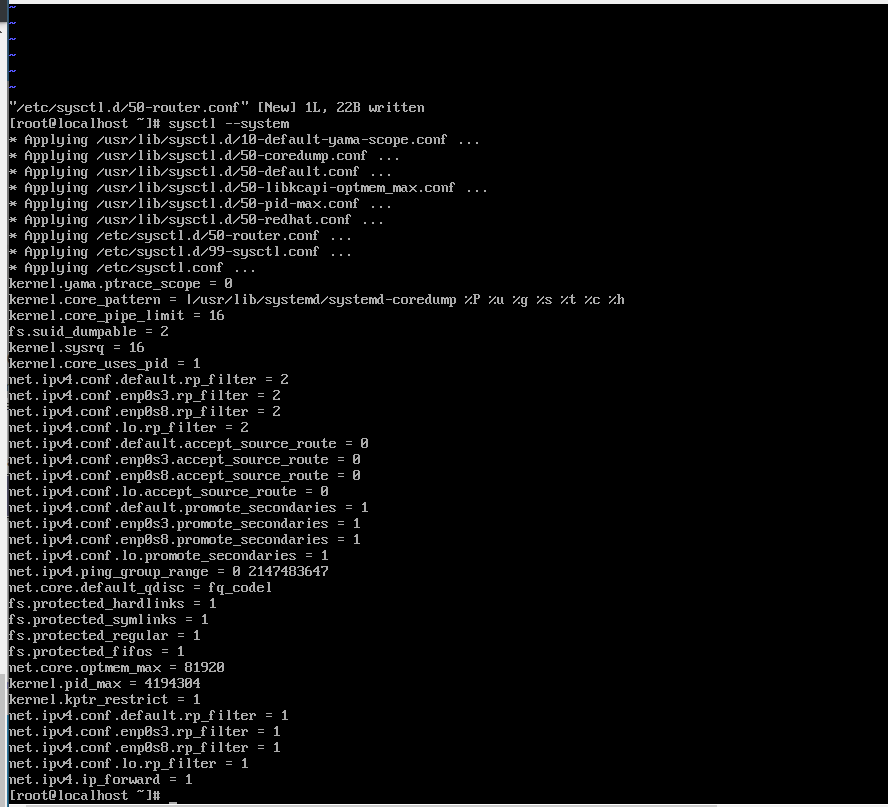 ~
~
~
~
~
~
"/etc/sysctl.d/50-router.conf" [New] 1L, 22B written
[root@localhost ~]# sysctl --system
* Applying /usr/lib/sysctl.d/10-default-yama-scope.conf ...
* Applying /usr/lib/sysctl.d/50-coredump.conf ...
* Applying /usr/lib/sysctl.d/50-default.conf ...
* Applying /usr/lib/sysctl.d/50-libkcapi-optmem_max.conf ...
* Applying /usr/lib/sysctl.d/50-pid-max.conf ...
* Applying /usr/lib/sysctl.d/50-redhat.conf ...
* Applying /etc/sysctl.d/50-router.conf ...
* Applying /etc/sysctl.d/99-sysctl.conf ...
* Applying /etc/sysctl.conf ...
kernel.yama.ptrace_scope = 0
kernel.core_pattern = |/usr/lib/systemd/systemd-coredump %P %u %g %s %t %c %h
kernel.core_pipe_limit = 16
fs.suid_dumpable = 2
kernel.sysrq = 16
kernel.core_uses_pid = 1
net.ipv4.conf.default.rp_filter = 2
net.ipv4.conf.enp0s3.rp_filter = 2
net.ipv4.conf.enp0s8.rp_filter = 2
net.ipv4.conf.lo.rp_filter = 2
net.ipv4.conf.default.accept_source_route = 0
net.ipv4.conf.enp0s3.accept_source_route = 0
net.ipv4.conf.enp0s8.accept_source_route = 0
net.ipv4.conf.lo.accept_source_route = 0
net.ipv4.conf.default.promote_secondaries = 1
net.ipv4.conf.enp0s3.promote_secondaries = 1
net.ipv4.conf.enp0s8.promote_secondaries = 1
net.ipv4.conf.lo.promote_secondaries = 1
net.ipv4.ping_group_range = 0 2147483647
net.core.default_qdisc = fq_codel
fs.protected_hardlinks = 1
fs.protected_symlinks = 1
fs.protected_regular = 1
fs.protected_fifos = 1
net.core.optmem_max = 81920
kernel.pid_max = 4194304
kernel.kptr_restrict = 1
net.ipv4.conf.default.rp_filter = 1
net.ipv4.conf.enp0s3.rp_filter = 1
net.ipv4.conf.enp0s8.rp_filter = 1
net.ipv4.conf.lo.rp_filter = 1
net.ipv4.ip_forward = 1
[root@localhost ~]# _